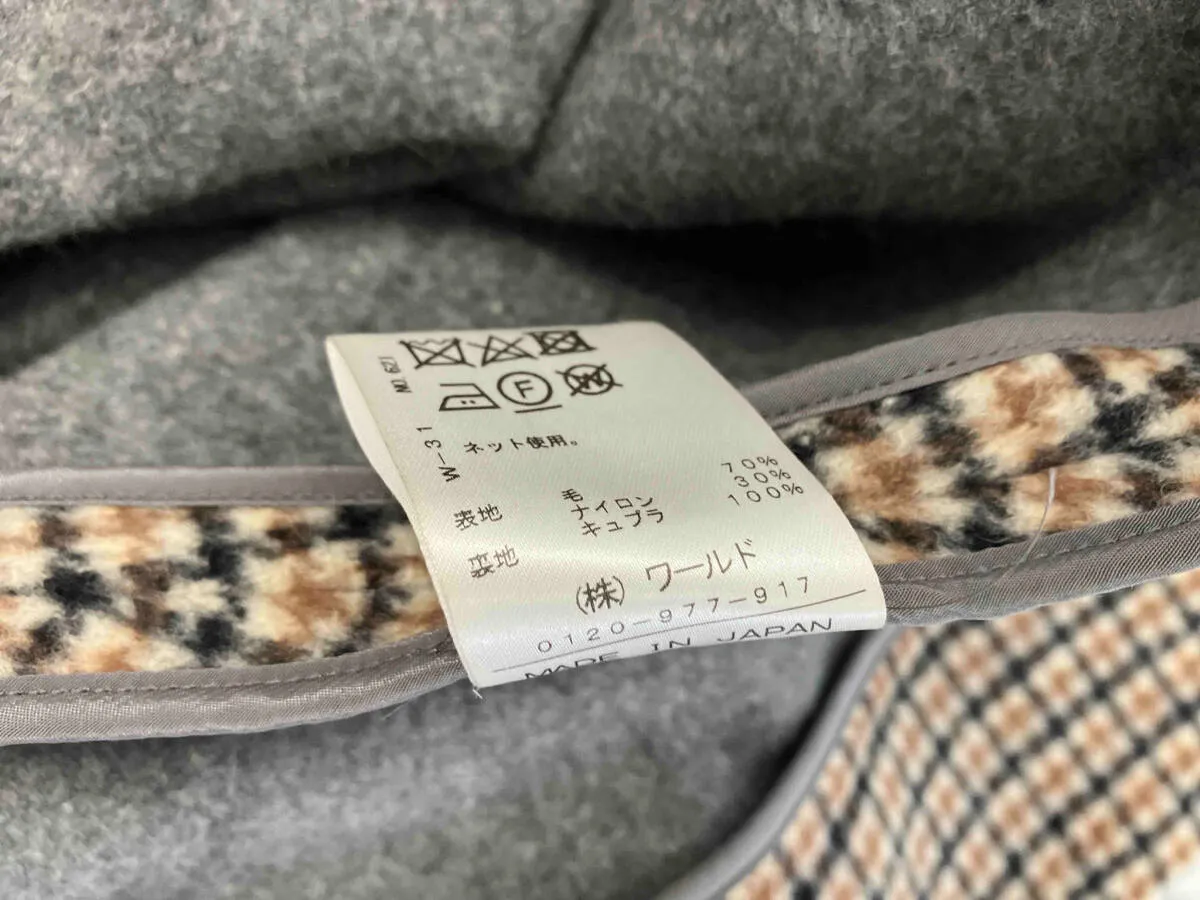 NO 627
F
W
W-31
ネット使用。
表地 毛 70%
ナイロン 30%
裏地 キュプラ 100%
(株) ワールド
0120-977-917
MADE IN JAPAN